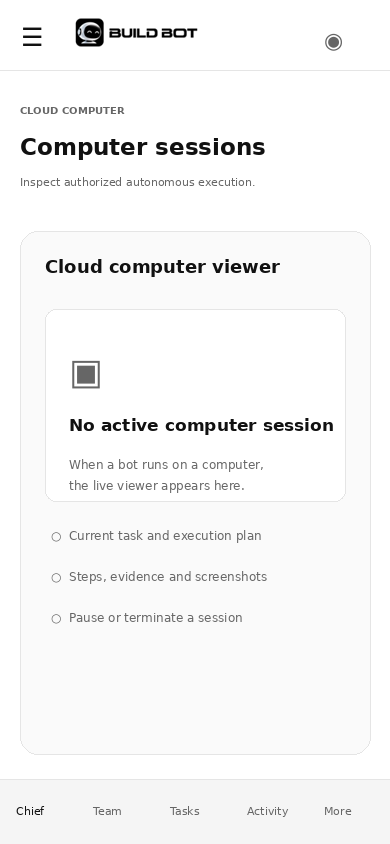 BUILD BOT
CLOUD COMPUTER
Computer sessions
Inspect authorized autonomous execution.
Cloud computer viewer
No active computer session
When a bot runs on a computer,
the live viewer appears here.
Current task and execution plan
Steps, evidence and screenshots
Pause or terminate a session
Chief Team Tasks Activity More